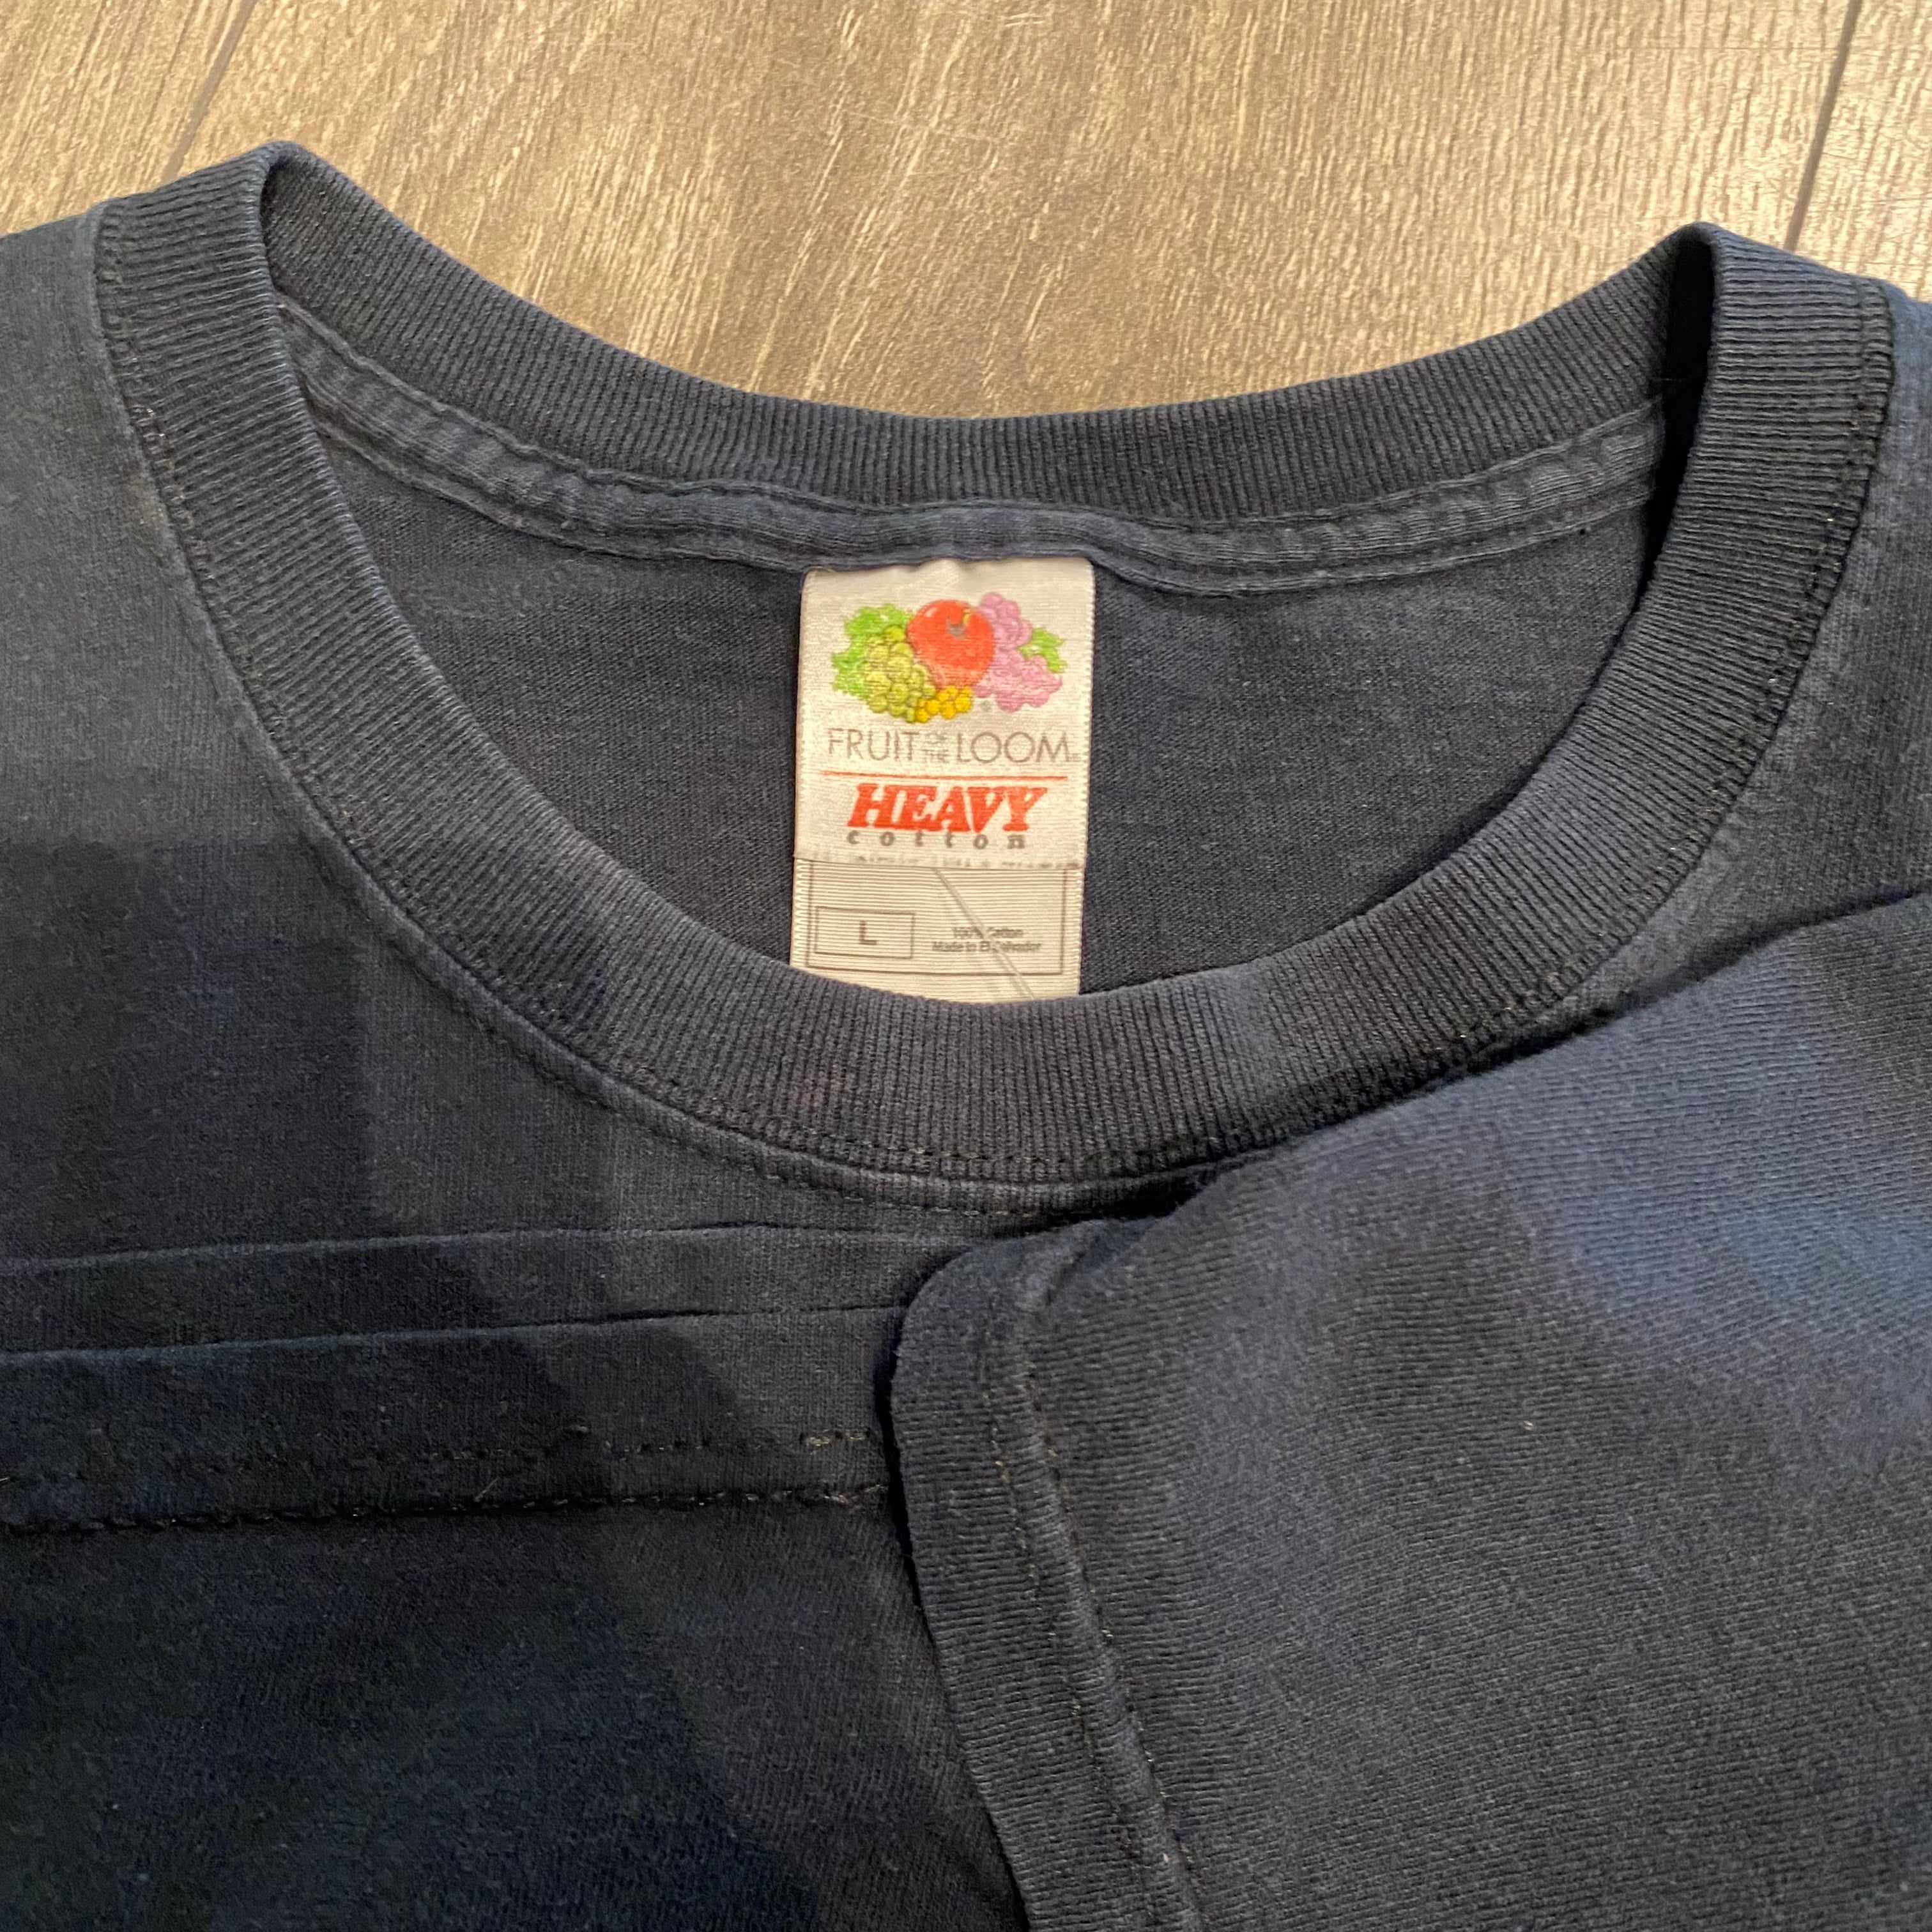 FRUIT OF THE LOOM
HEAVY
cotton
L
100% Cotton
Made in El Salvador